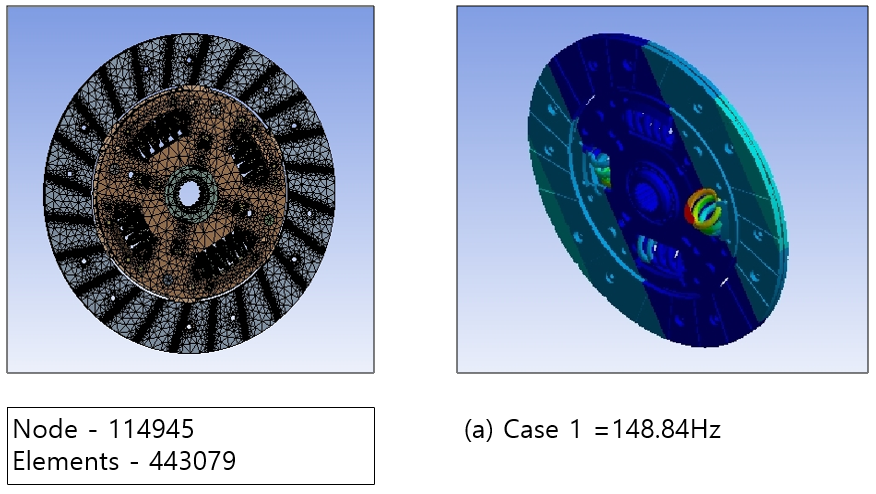 Node - 114945
Elements - 443079
(a) Case 1 =148.84Hz